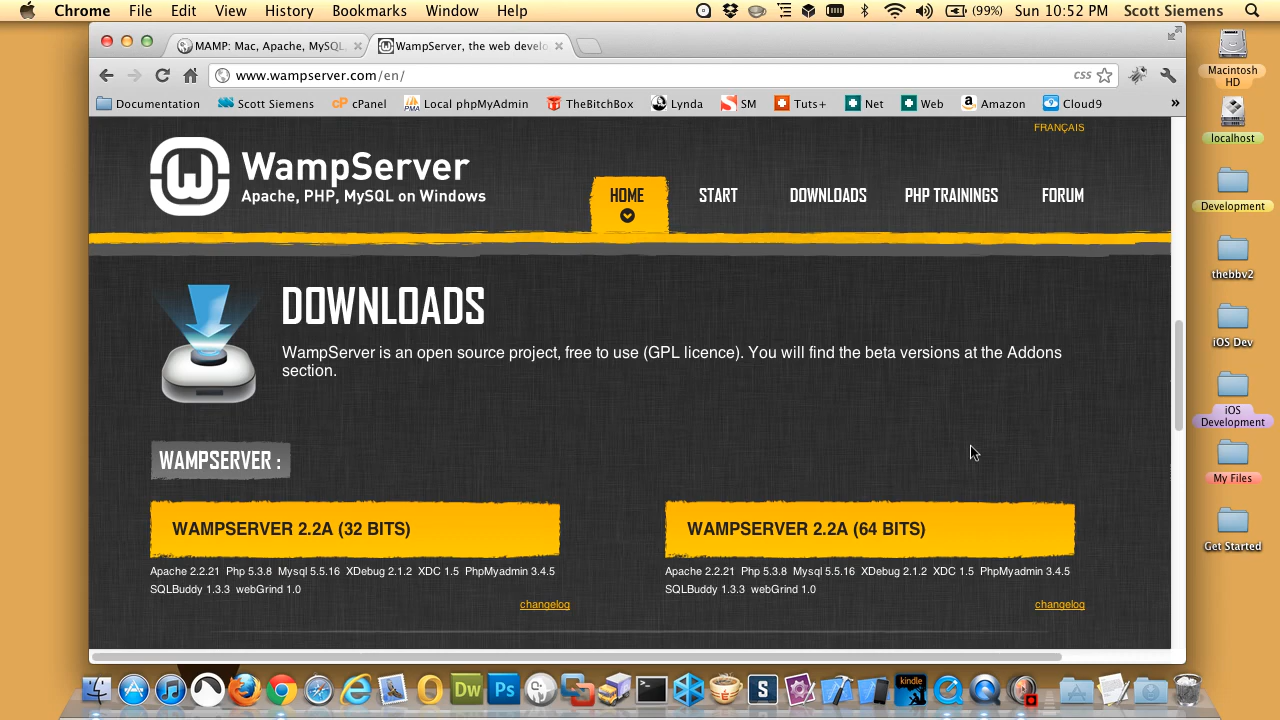 Chrome File Edit View History Bookmarks Window Help
(99%) Sun 10:52 PM Scott Siemens
MAMP: Mac, Apache, MySQL,
WampServer, the web develo
www.wampserver.com/en/
css
Documentation Scott Siemens cPanel Local phpMyAdmin TheBitchBox Lynda SM Tuts+ Net Web Amazon Cloud9 »
Macintosh HD
localhost
Development
thebbv2
iOS Dev
iOS Development
My Files
Get Started
FRANÇAIS
WampServer
Apache, PHP, MySQL on Windows
HOME START DOWNLOADS PHP TRAININGS FORUM
DOWNLOADS
WampServer is an open source project, free to use (GPL licence). You will find the beta versions at the Addons
section.
WAMPSERVER :
WAMPSERVER 2.2A (32 BITS)
Apache 2.2.21 Php 5.3.8 Mysql 5.5.16 XDebug 2.1.2 XDC 1.5 PhpMyadmin 3.4.5
SQLBuddy 1.3.3 webGrind 1.0
changelog
WAMPSERVER 2.2A (64 BITS)
Apache 2.2.21 Php 5.3.8 Mysql 5.5.16 XDebug 2.1.2 XDC 1.5 PhpMyadmin 3.4.5
SQLBuddy 1.3.3 webGrind 1.0
changelog
Dw Ps S kindle